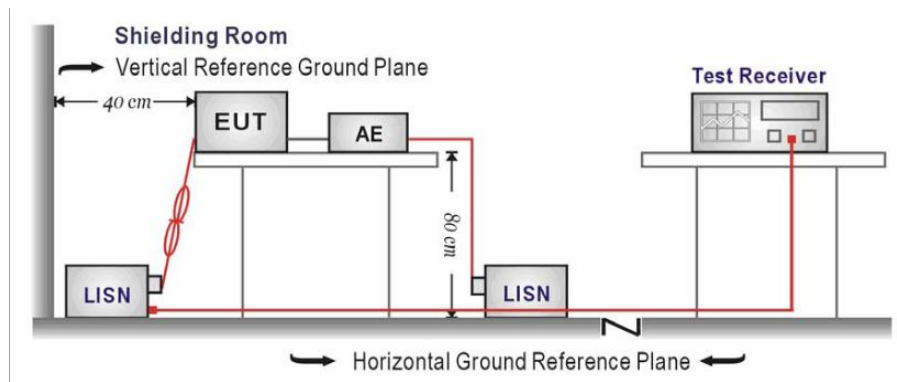 Shielding Room
Vertical Reference Ground Plane
40 cm
EUT
AE
Test Receiver
80 cm
LISN
LISN
Horizontal Ground Reference Plane